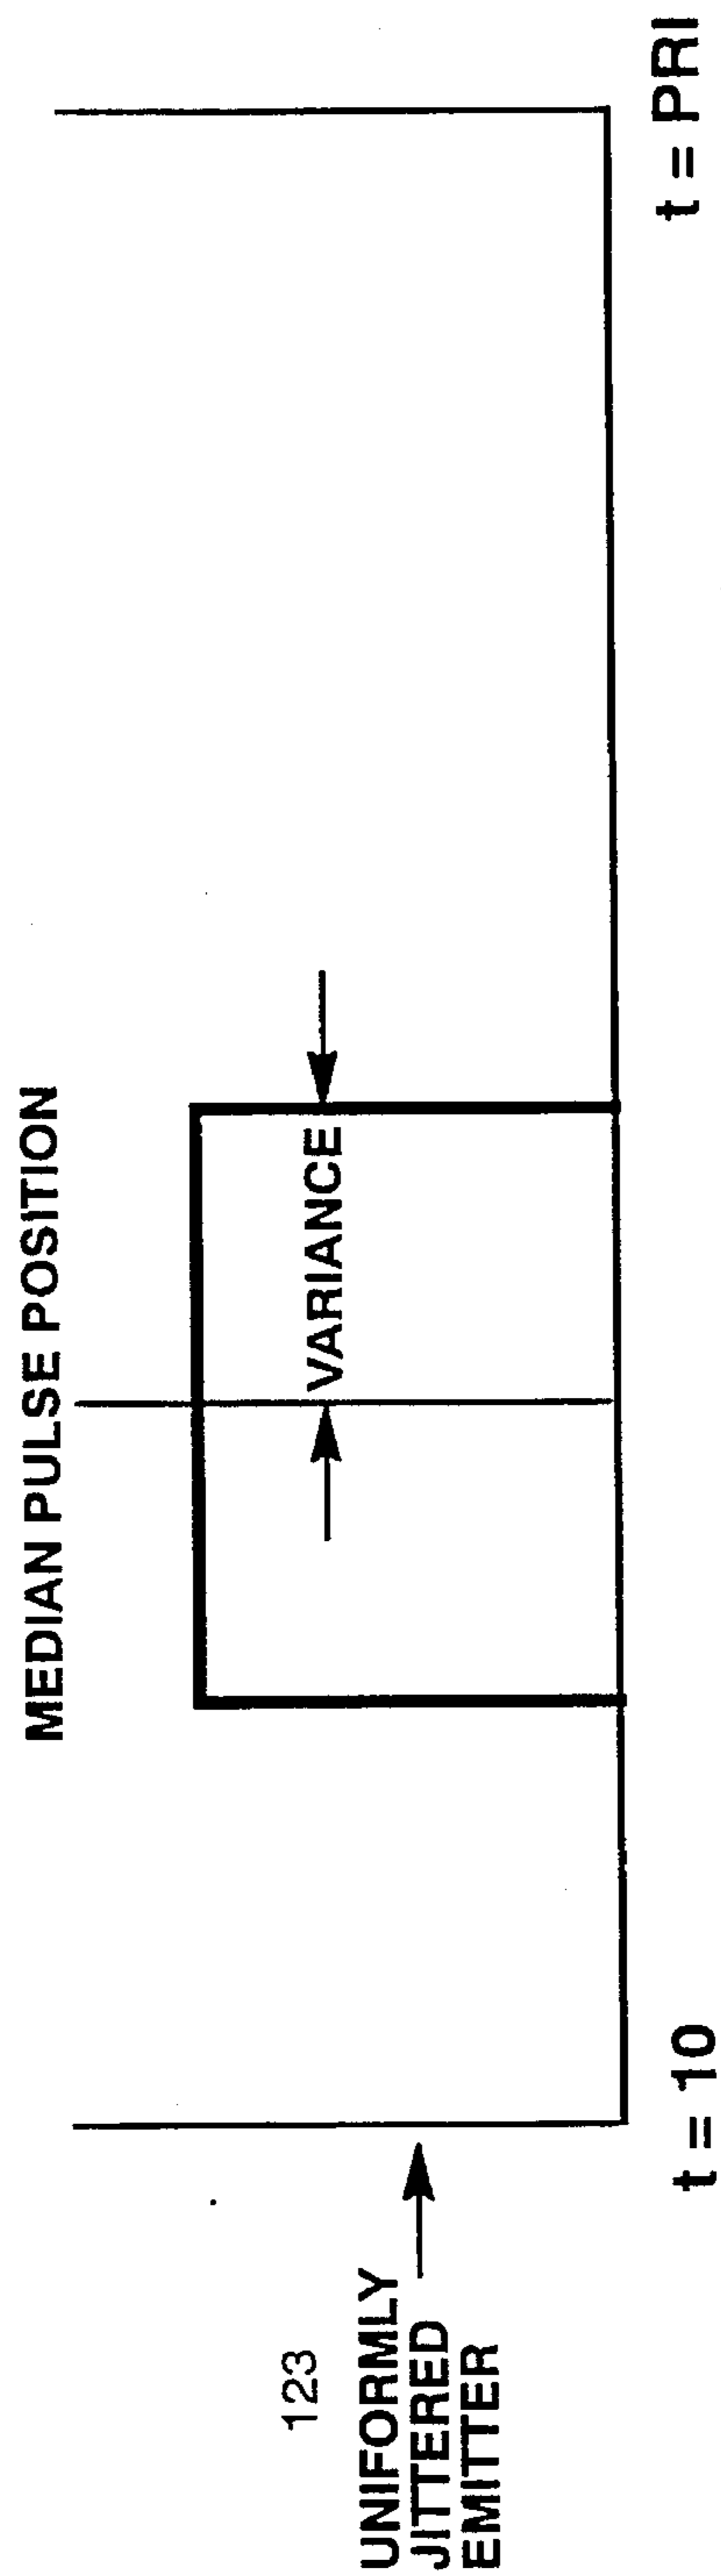 MEDIAN PULSE POSITION
VARIANCE
123
UNIFORMLY
JITTERED
EMITTER
t = 10
t = PRI